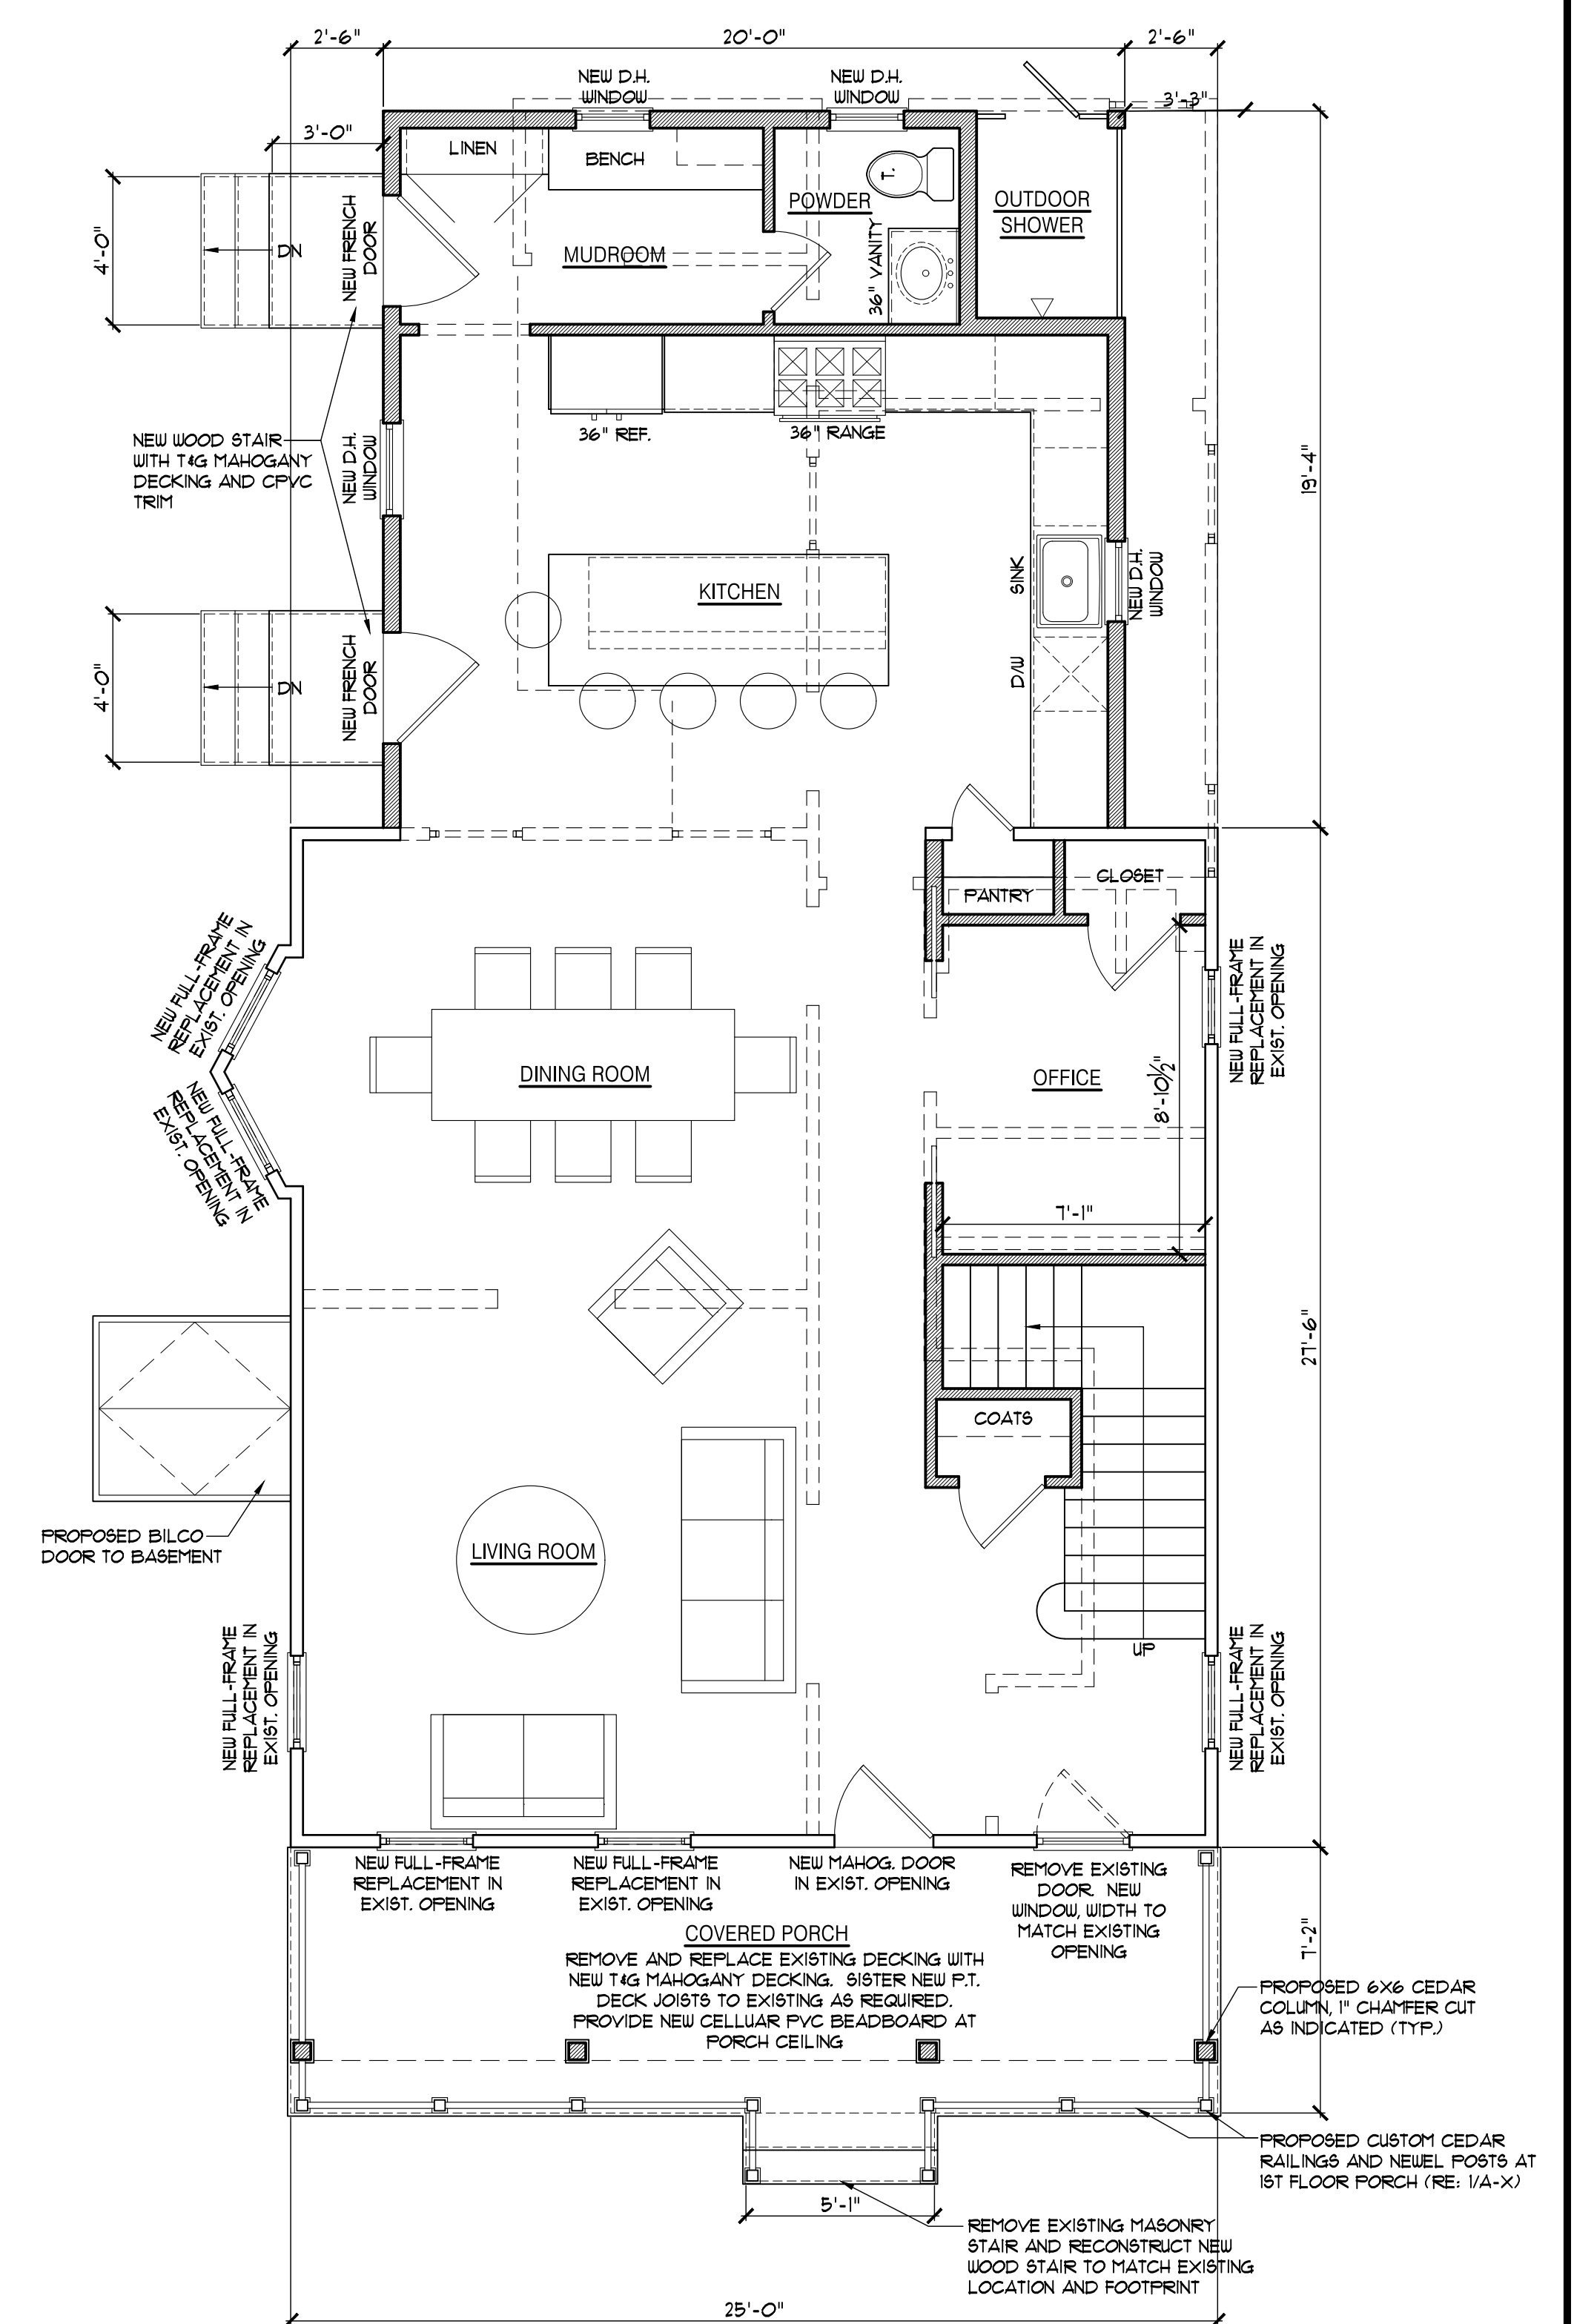 2'-6"
20'-0"
2'-6"
NEW D.H.
WINDOW
NEW D.H.
WINDOW
3'-3"
3'-0"
LINEN
BENCH
T.
POWDER
OUTDOOR
SHOWER
36" VANITY
MUDROOM
4'-0"
DN
NEW FRENCH
DOOR
36" REF.
36" RANGE
NEW WOOD STAIR
WITH T&G MAHOGANY
DECKING AND CPVC
TRIM
NEW D.H.
WINDOW
19'-4"
SINK
NEW D.H.
WINDOW
KITCHEN
D/W
4'-0"
DN
NEW FRENCH
DOOR
PANTRY
CLOSET
NEW FULL-FRAME
REPLACEMENT IN
EXIST. OPENING
NEW FULL-FRAME
REPLACEMENT IN
EXIST. OPENING
DINING ROOM
OFFICE
8'-10½"
NEW FULL-FRAME
REPLACEMENT IN
EXIST. OPENING
7'-1"
27'-6"
COATS
PROPOSED BILCO
DOOR TO BASEMENT
LIVING ROOM
UP
NEW FULL-FRAME
REPLACEMENT IN
EXIST. OPENING
NEW FULL-FRAME
REPLACEMENT IN
EXIST. OPENING
NEW FULL-FRAME
REPLACEMENT IN
EXIST. OPENING
NEW FULL-FRAME
REPLACEMENT IN
EXIST. OPENING
NEW MAHOG. DOOR
IN EXIST. OPENING
REMOVE EXISTING
DOOR. NEW
WINDOW, WIDTH TO
MATCH EXISTING
OPENING
COVERED PORCH
REMOVE AND REPLACE EXISTING DECKING WITH
NEW T&G MAHOGANY DECKING. SISTER NEW P.T.
DECK JOISTS TO EXISTING AS REQUIRED.
PROVIDE NEW CELLUAR PVC BEADBOARD AT
PORCH CEILING
7'-2"
PROPOSED 6X6 CEDAR
COLUMN, 1" CHAMFER CUT
AS INDICATED (TYP.)
PROPOSED CUSTOM CEDAR
RAILINGS AND NEWEL POSTS AT
1ST FLOOR PORCH (RE: 1/A-X)
5'-1"
REMOVE EXISTING MASONRY
STAIR AND RECONSTRUCT NEW
WOOD STAIR TO MATCH EXISTING
LOCATION AND FOOTPRINT
25'-0"